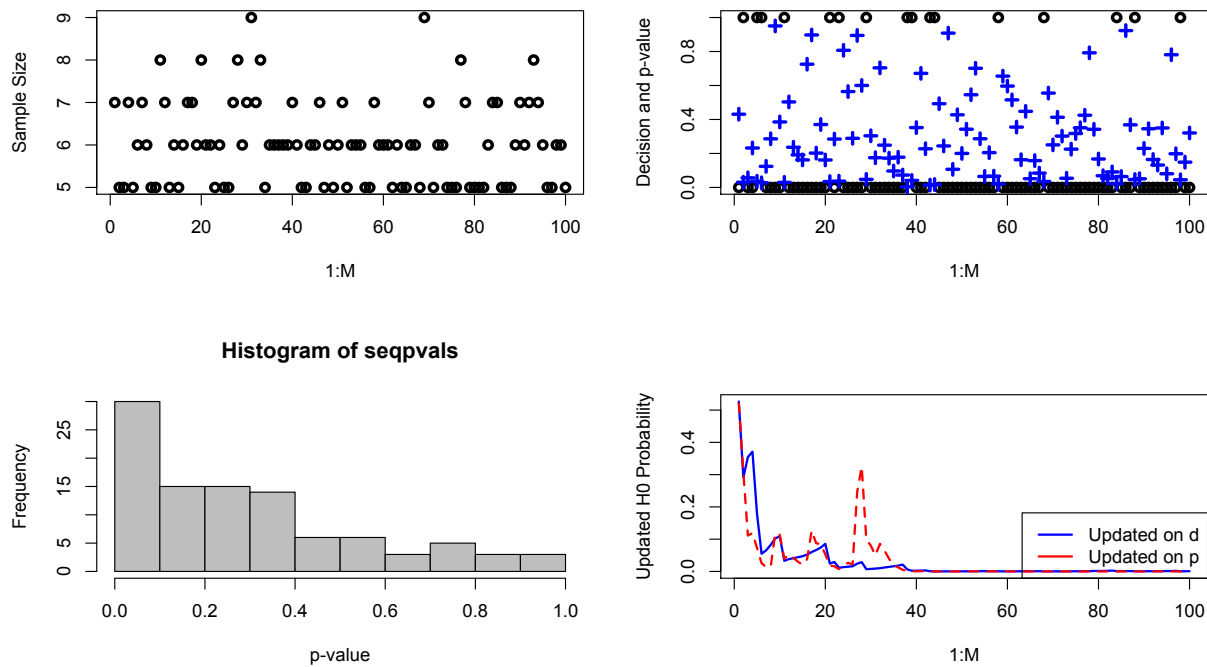 Sample Size
5 6 7 8 9
0 20 40 60 80 100
1:M
Decision and p-value
0.0 0.4 0.8
0 20 40 60 80 100
1:M
Histogram of seqpvals
Frequency
0 5 15 25
0.0 0.2 0.4 0.6 0.8 1.0
p-value
Updated H0 Probability
0.0 0.2 0.4
Updated on d
Updated on p
0 20 40 60 80 100
1:M